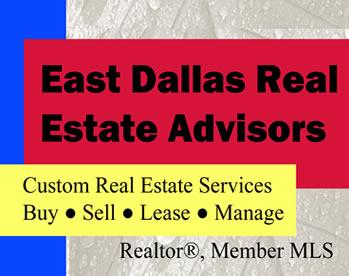 East Dallas Real
Estate Advisors
Custom Real Estate Services
Buy ● Sell ● Lease ● Manage
Realtor®, Member MLS